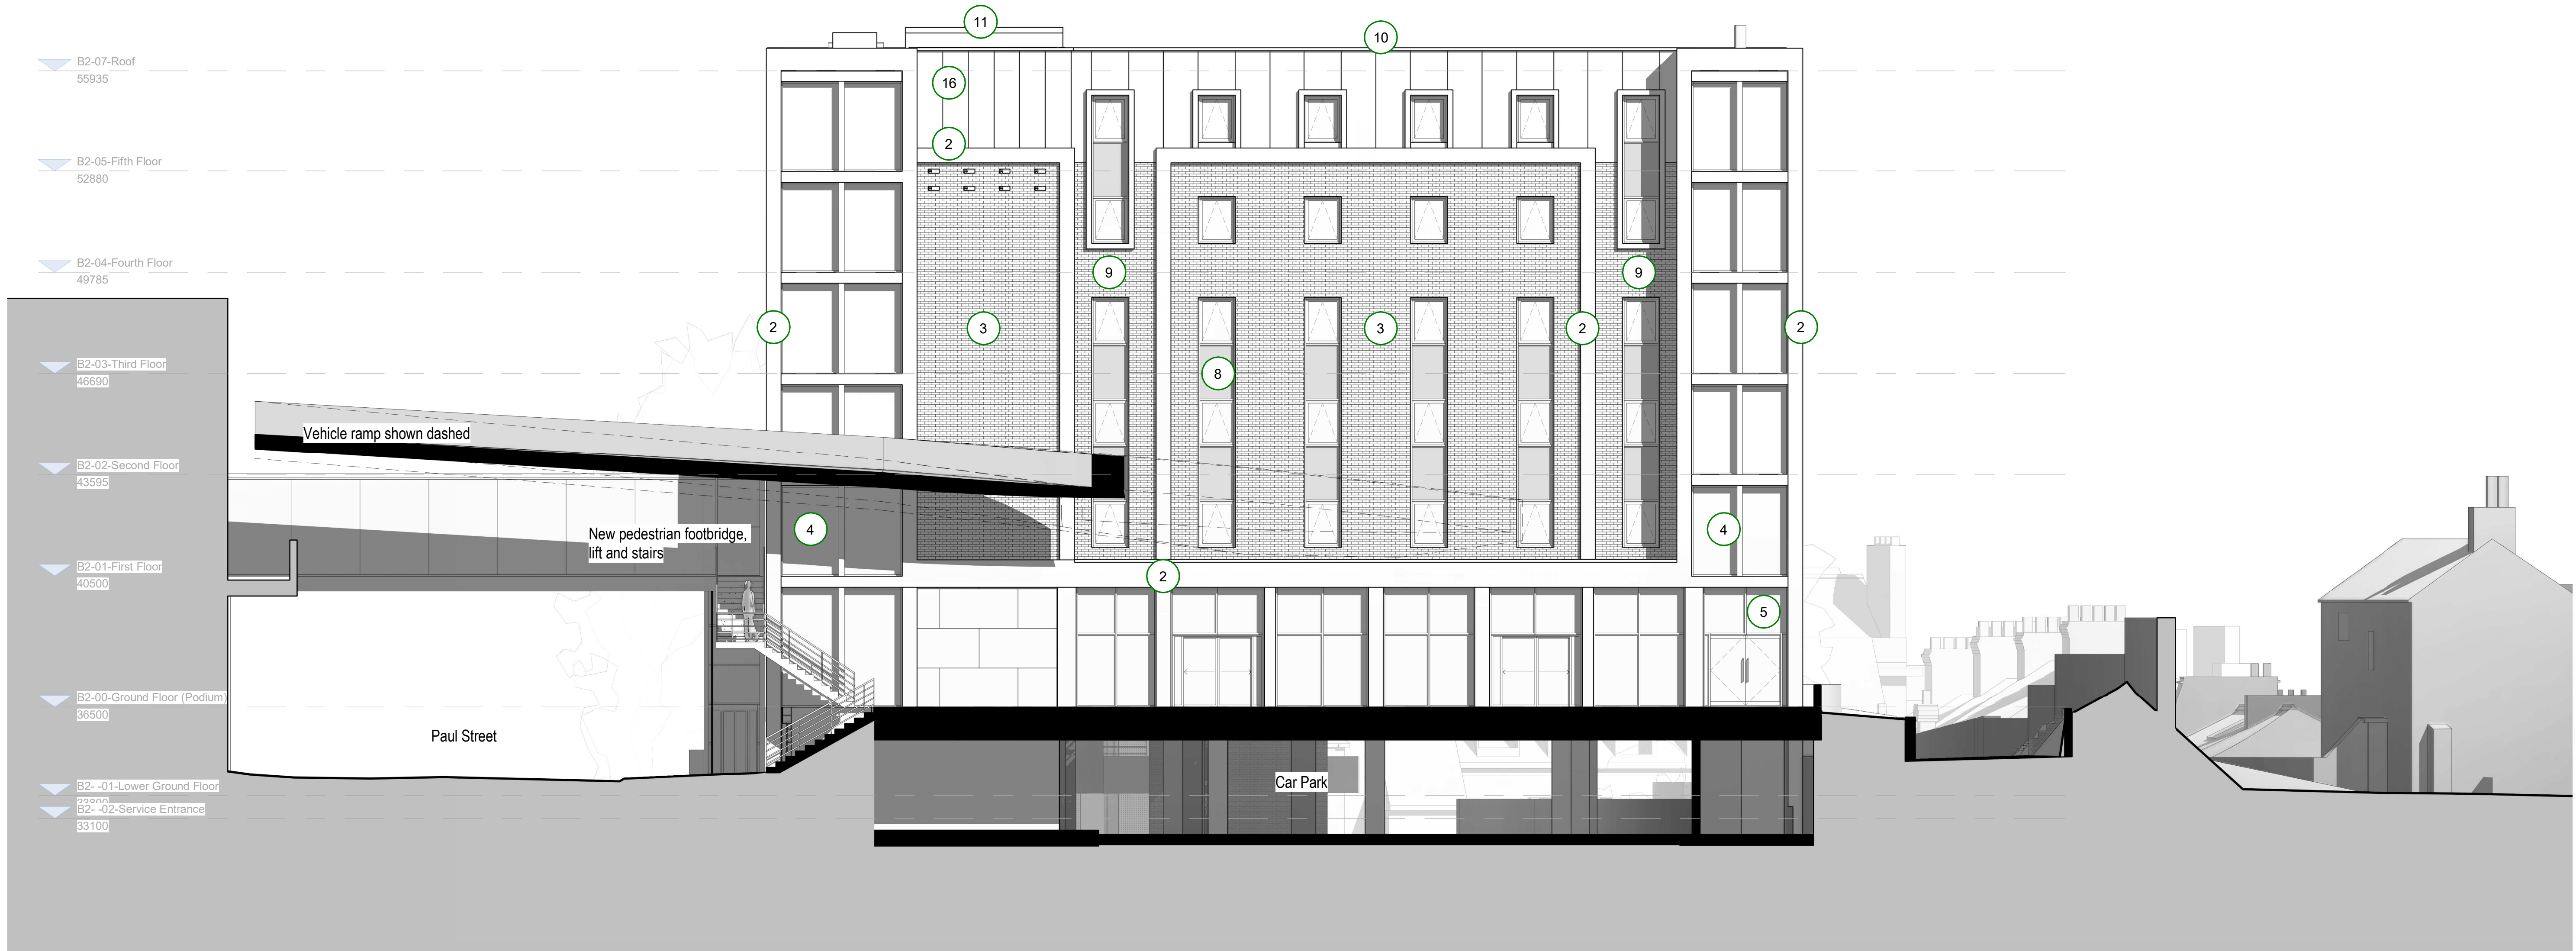 11
10
B2-07-Roof
55935
16
2
B2-05-Fifth Floor
52880
B2-04-Fourth Floor
49785
9
9
2
3
3
2
2
B2-03-Third Floor
46690
8
Vehicle ramp shown dashed
B2-02-Second Floor
43595
New pedestrian footbridge,
lift and stairs
4
4
B2-01-First Floor
40500
2
5
B2-00-Ground Floor (Podium)
36500
Paul Street
Car Park
B2- -01-Lower Ground Floor
33800
B2- -02-Service Entrance
33100